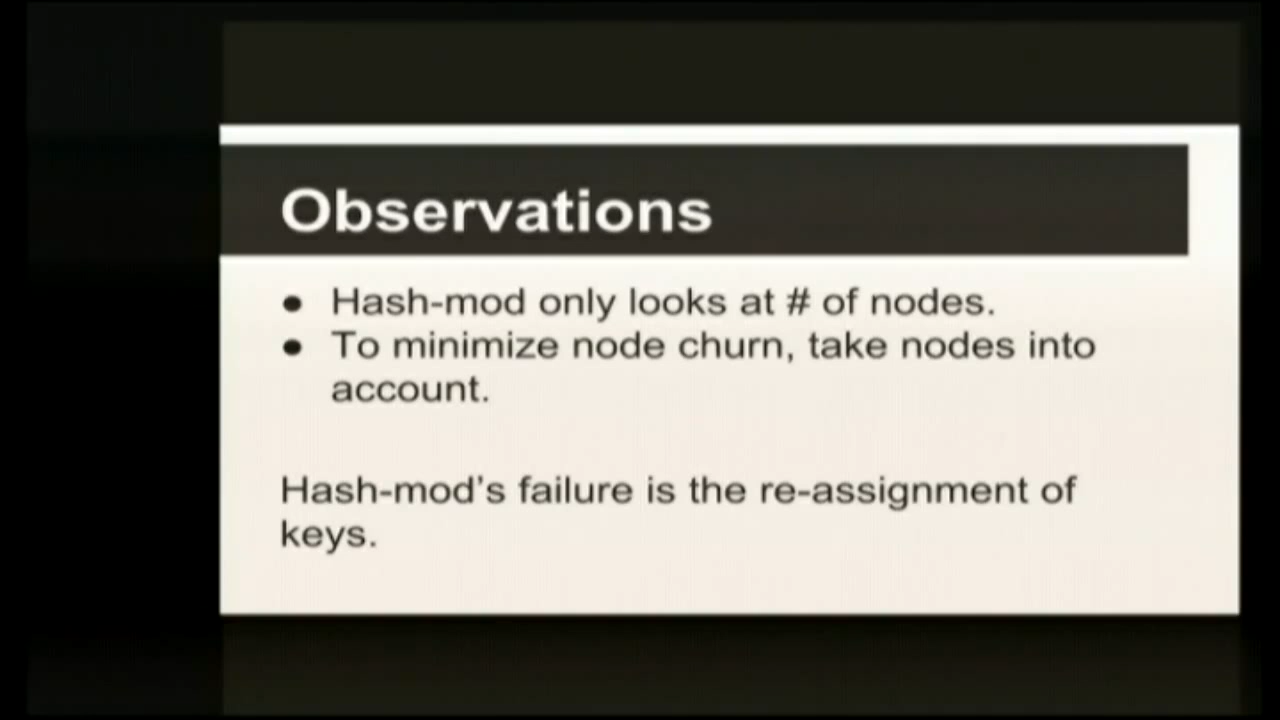 Observations
● Hash-mod only looks at # of nodes.
● To minimize node churn, take nodes into
account.
Hash-mod's failure is the re-assignment of
keys.